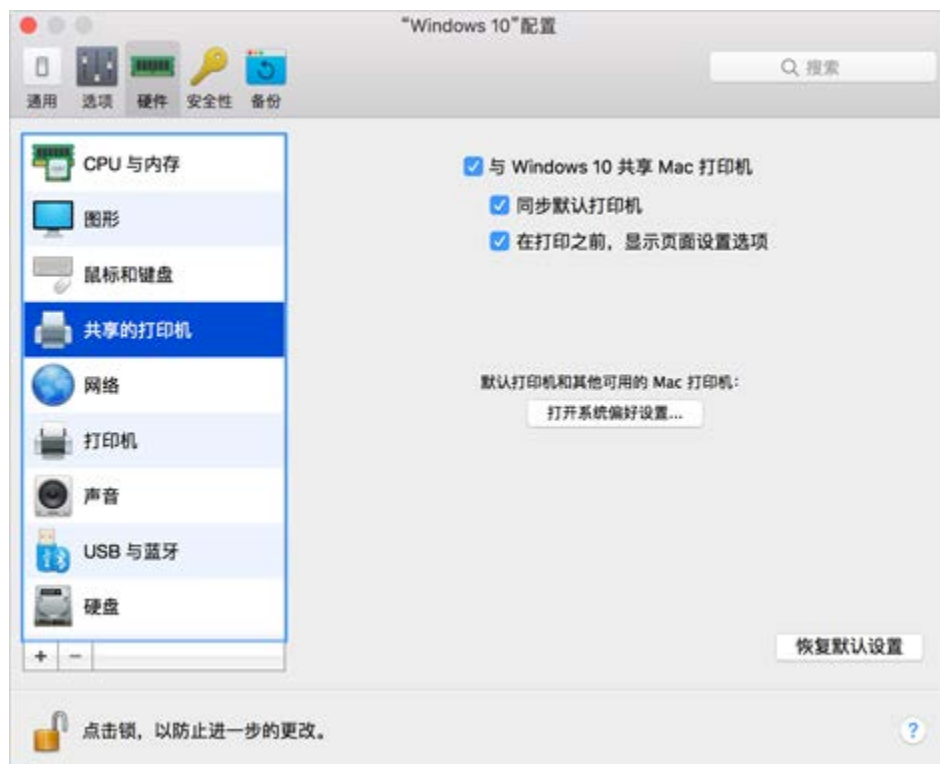 “Windows 10”配置
通用 选项 硬件 安全性 备份
搜索
CPU 与内存
图形
鼠标和键盘
共享的打印机
网络
打印机
声音
USB 与蓝牙
硬盘
+ −
与 Windows 10 共享 Mac 打印机
同步默认打印机
在打印之前，显示页面设置选项
默认打印机和其他可用的 Mac 打印机：
打开系统偏好设置...
恢复默认设置
点击锁，以防止进一步的更改。
?